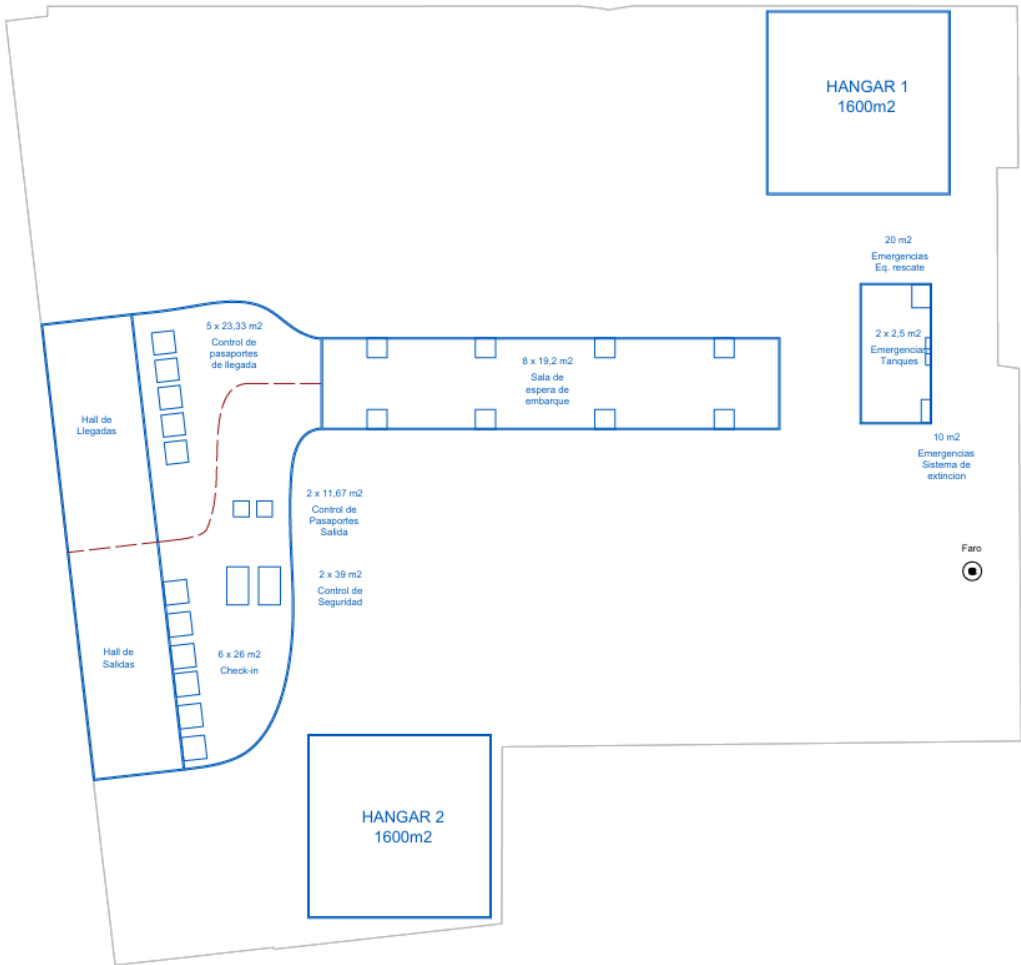 HANGAR 1
1600m2
20 m2
Emergencias
Eq. rescate
5 x 23,33 m2
Control de
pasaportes
de llegada
8 x 19,2 m2
Sala de
espera de
embarque
2 x 2,5 m2
Emergencias
Tanques
Hall de
Llegadas
10 m2
Emergencias
Sistema de
extincion
2 x 11,67 m2
Control de
Pasaportes
Salida
Faro
2 x 39 m2
Control de
Seguridad
Hall de
Salidas
6 x 26 m2
Check-in
HANGAR 2
1600m2